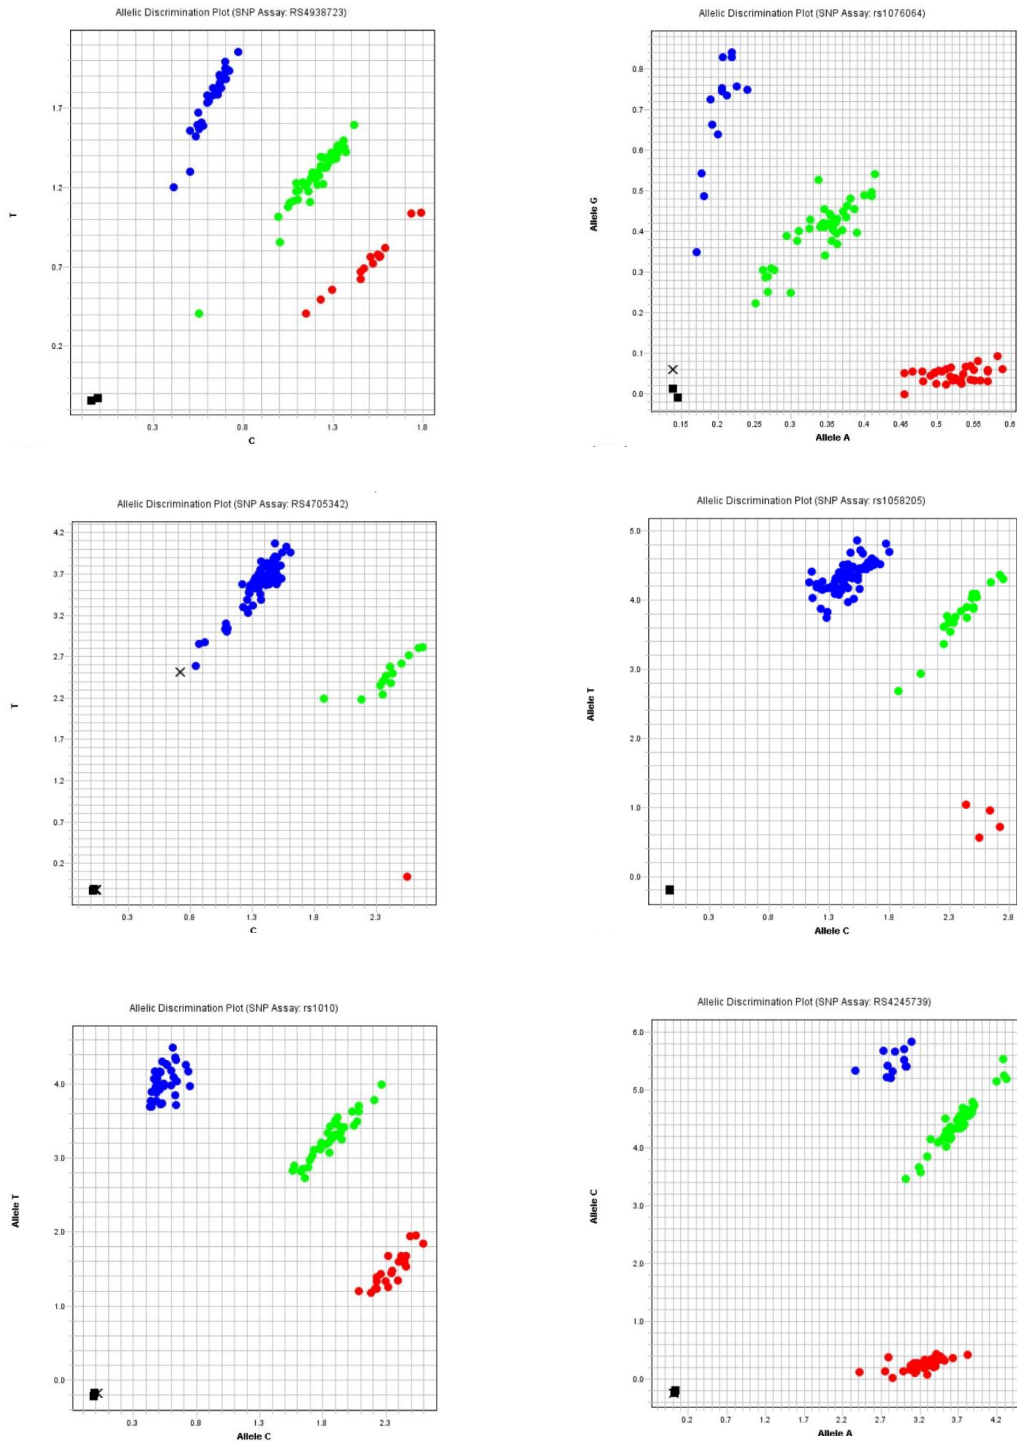 Allelic Discrimination Plot (SNP Assay: RS4938723)
T
1.7
1.2
0.7
0.2
0.3 0.8 1.3 1.8
C
Allelic Discrimination Plot (SNP Assay: rs1076064)
Allele G
0.8
0.7
0.6
0.5
0.4
0.3
0.2
0.1
0.0
0.15 0.2 0.25 0.3 0.35 0.4 0.45 0.5 0.55 0.6
Allele A
Allelic Discrimination Plot (SNP Assay: RS4705342)
T
4.2
3.7
3.2
2.7
2.2
1.7
1.2
0.7
0.2
0.3 0.8 1.3 1.8 2.3
C
Allelic Discrimination Plot (SNP Assay: rs1058205)
Allele T
5.0
4.0
3.0
2.0
1.0
0.0
0.3 0.8 1.3 1.8 2.3 2.8
Allele C
Allelic Discrimination Plot (SNP Assay: rs1010)
Allele T
4.0
3.0
2.0
1.0
0.0
0.3 0.8 1.3 1.8 2.3
Allele C
Allelic Discrimination Plot (SNP Assay: RS4245739)
Allele C
6.0
5.0
4.0
3.0
2.0
1.0
0.0
0.2 0.7 1.2 1.7 2.2 2.7 3.2 3.7 4.2
Allele A